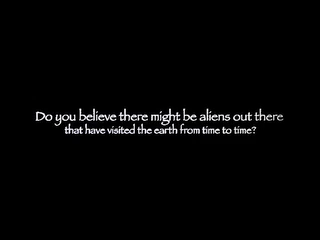 Do you believe there might be aliens out there
that have visited the earth from time to time?